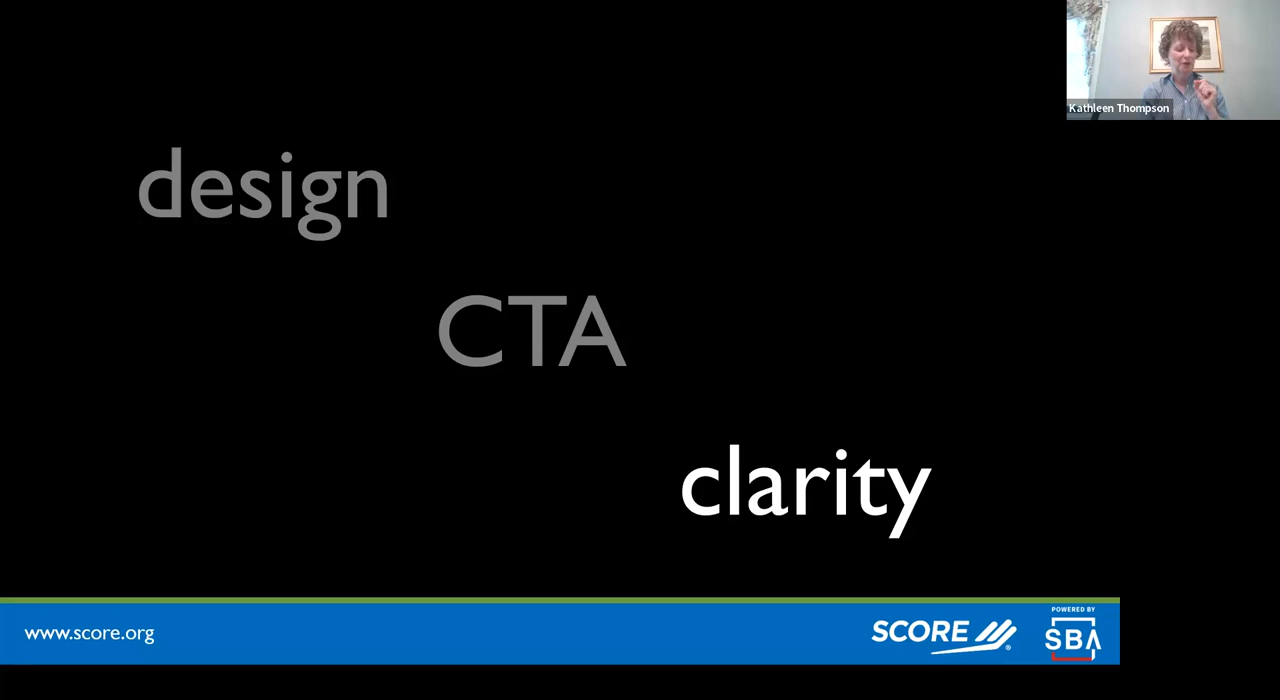 Kathleen Thompson
design
CTA
clarity
www.score.org
SCORE
®
POWERED BY
SBA